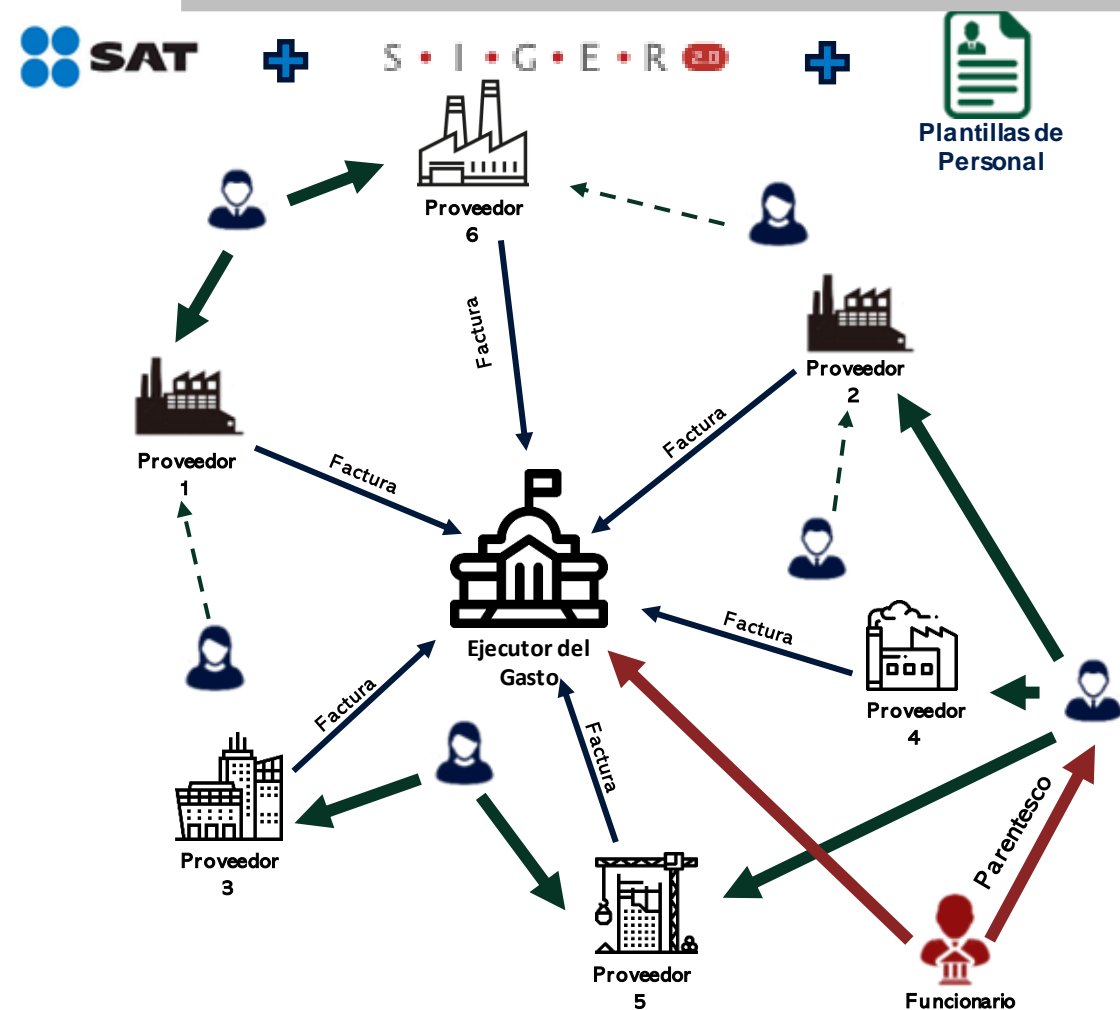 SAT
S • I • G • E • R 2.0
Plantillas de
Personal
Proveedor
6
Factura
Proveedor
2
Factura
Proveedor
1
Factura
Ejecutor del
Gasto
Factura
Proveedor
4
Factura
Factura
Proveedor
3
Parentesco
Proveedor
5
Funcionario